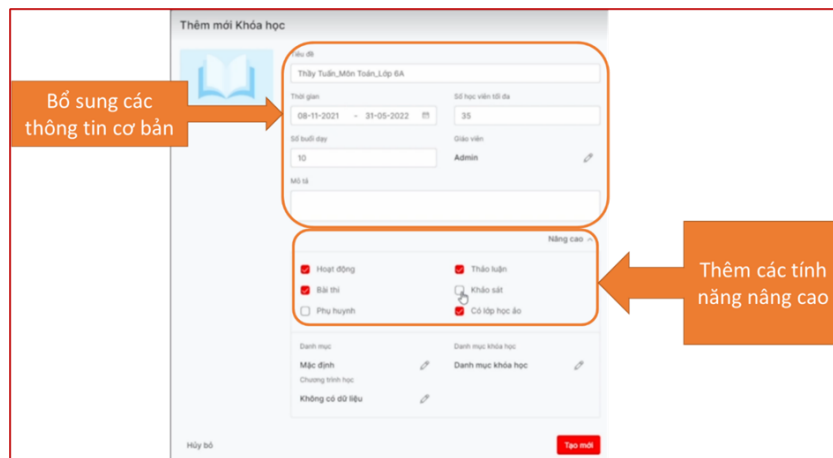 Thêm mới Khóa học
Tiêu đề
Thầy Tuấn_Môn Toán_Lớp 6A
Thời gian
Số học viên tối đa
08-11-2021 - 31-05-2022
35
Số buổi dạy
Giáo viên
10
Admin
Mô tả
Bổ sung các
thông tin cơ bản
Nâng cao
Hoạt động
Thảo luận
Bài thi
Khảo sát
Phụ huynh
Có lớp học ảo
Thêm các tính
năng nâng cao
Danh mục
Danh mục khóa học
Mặc định
Danh mục khóa học
Chương trình học
Không có dữ liệu
Hủy bỏ
Tạo mới